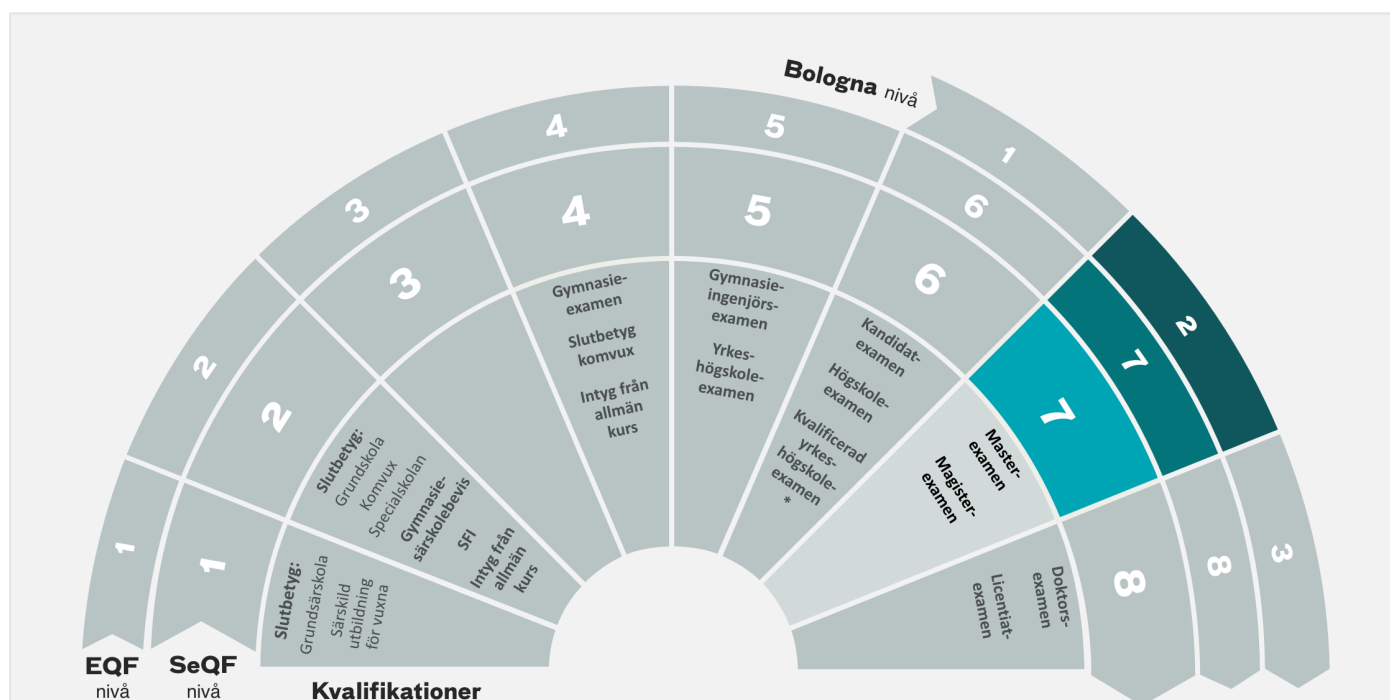 Bologna nivå
1
2
3
1
2
3
4
5
6
7
8
1
2
3
4
5
6
7
8
Slutbetyg:
Grundsärskola
Särskild
utbildning
för vuxna
Slutbetyg:
Grundskola
Komvux
Specialskolan
Gymnasie-
särskolebevis
SFI
Intyg från
allmän
kurs
Gymnasie-
examen
Slutbetyg
komvux
Intyg från
allmän
kurs
Gymnasie-
ingenjörs-
examen
Yrkes-
högskole-
examen
Kandidat-
examen
Högskole-
examen
Kvalificerad
yrkes-
högskole-
examen
*
Master-
examen
Magister-
examen
Doktors-
examen
Licentiat-
examen
EQF
nivå
SeQF
nivå
Kvalifikationer